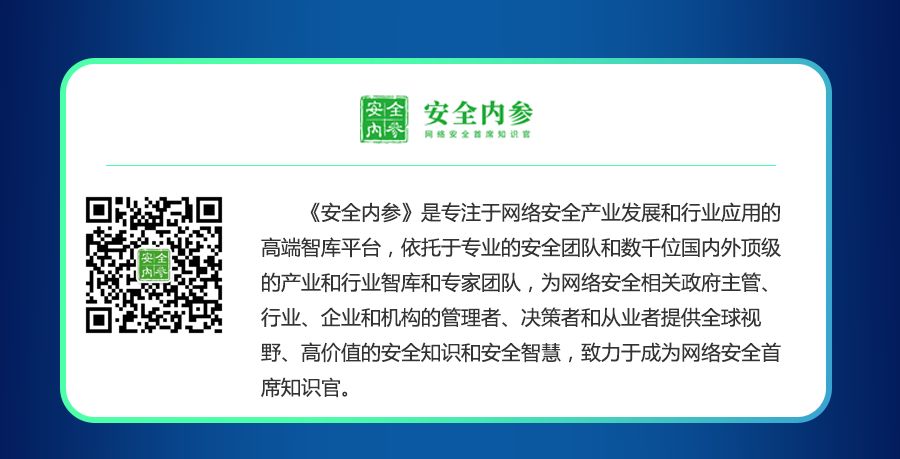 安全
内参
安全内参
网络安全首席知识官
安全
内参
《安全内参》是专注于网络安全产业发展和行业应用的
高端智库平台，依托于专业的安全团队和数千位国内外顶级
的产业和行业智库和专家团队，为网络安全相关政府主管、
行业、企业和机构的管理者、决策者和从业者提供全球视
野、高价值的安全知识和安全智慧，致力于成为网络安全首
席知识官。